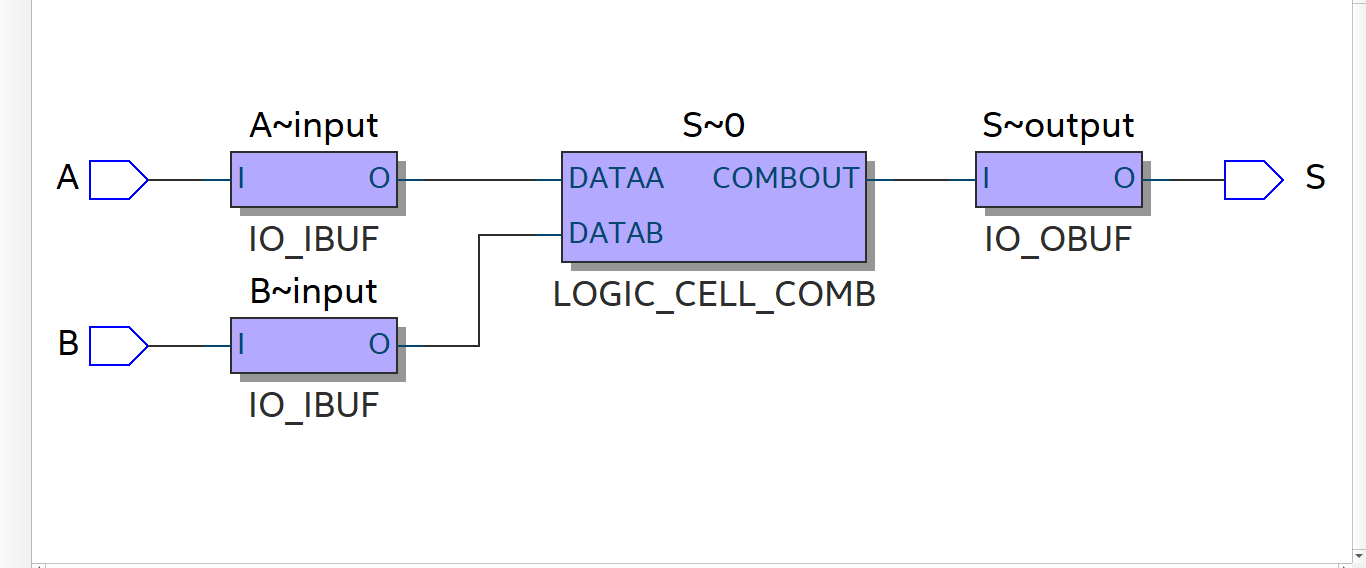 A~input
S~0
S~output
A
I
O
DATAA
COMBOUT
I
O
S
DATAB
IO_IBUF
IO_OBUF
B~input
LOGIC_CELL_COMB
B
I
O
IO_IBUF